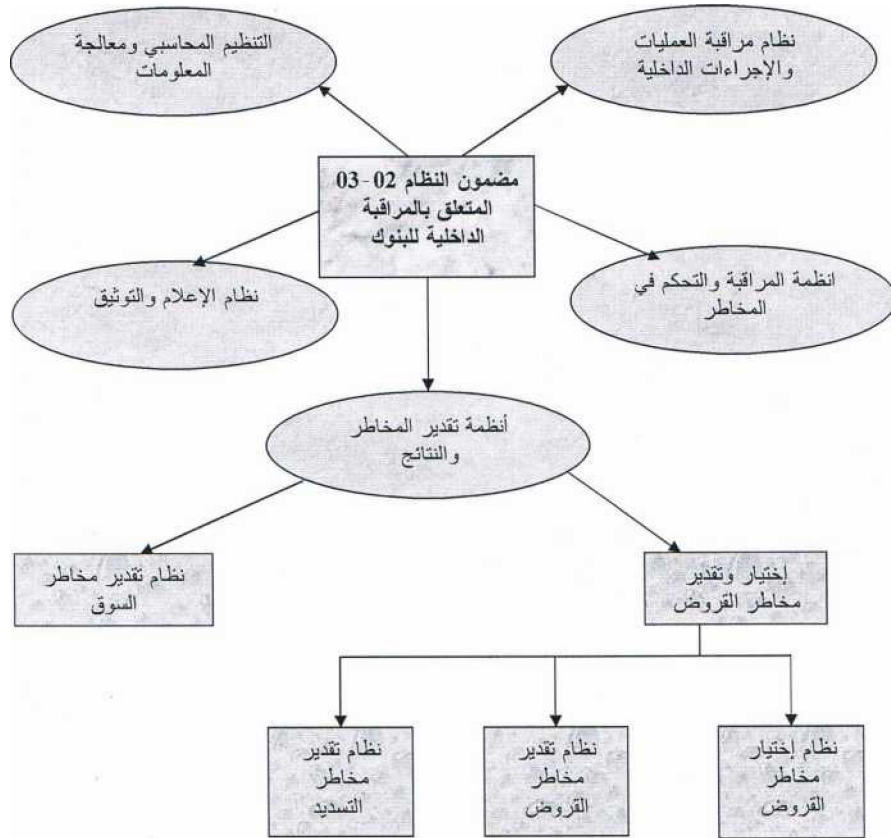 نظام مراقبة العمليات
والإجراءات الداخلية
التنظيم المحاسبي ومعالجة
المعلومات
مضمون النظام 02-03
المتعلق بالمراقبة
الداخلية للبنوك
انظمة المراقبة والتحكم في
المخاطر
نظام الإعلام والتوثيق
أنظمة تقدير المخاطر
والنتائج
إختيار وتقدير
مخاطر القروض
نظام تقدير مخاطر
السوق
نظام إختيار
مخاطر
القروض
نظام تقدير
مخاطر
القروض
نظام تقدير
مخاطر
التسديد